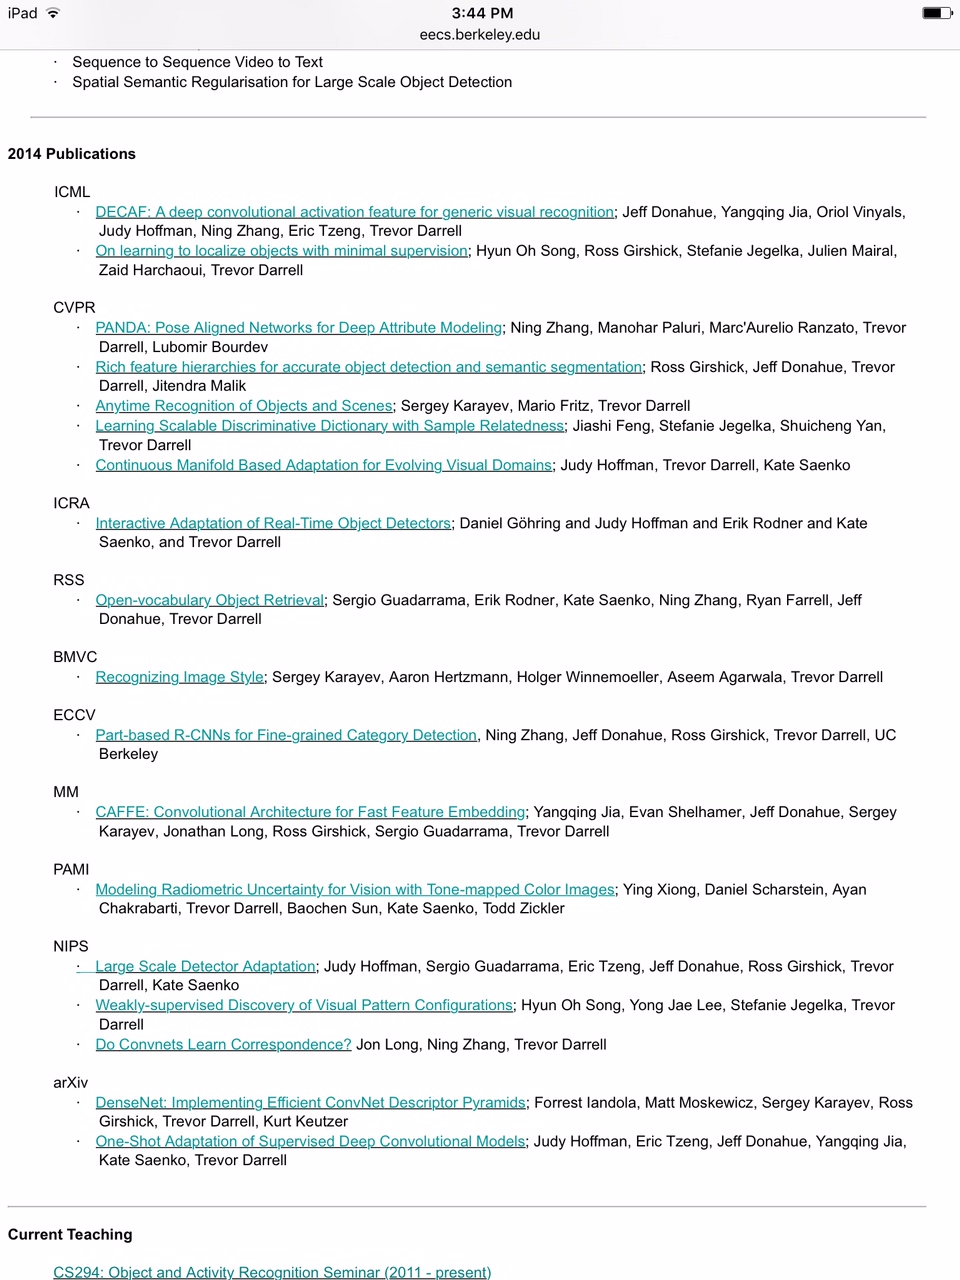 iPad 3:44 PM
eecs.berkeley.edu
· Sequence to Sequence Video to Text
· Spatial Semantic Regularisation for Large Scale Object Detection
2014 Publications
ICML
· DECAF: A deep convolutional activation feature for generic visual recognition; Jeff Donahue, Yangqing Jia, Oriol Vinyals,
Judy Hoffman, Ning Zhang, Eric Tzeng, Trevor Darrell
· On learning to localize objects with minimal supervision; Hyun Oh Song, Ross Girshick, Stefanie Jegelka, Julien Mairal,
Zaid Harchaoui, Trevor Darrell
CVPR
· PANDA: Pose Aligned Networks for Deep Attribute Modeling; Ning Zhang, Manohar Paluri, Marc'Aurelio Ranzato, Trevor
Darrell, Lubomir Bourdev
· Rich feature hierarchies for accurate object detection and semantic segmentation; Ross Girshick, Jeff Donahue, Trevor
Darrell, Jitendra Malik
· Anytime Recognition of Objects and Scenes; Sergey Karayev, Mario Fritz, Trevor Darrell
· Learning Scalable Discriminative Dictionary with Sample Relatedness; Jiashi Feng, Stefanie Jegelka, Shuicheng Yan,
Trevor Darrell
· Continuous Manifold Based Adaptation for Evolving Visual Domains; Judy Hoffman, Trevor Darrell, Kate Saenko
ICRA
· Interactive Adaptation of Real-Time Object Detectors; Daniel Göhring and Judy Hoffman and Erik Rodner and Kate
Saenko, and Trevor Darrell
RSS
· Open-vocabulary Object Retrieval; Sergio Guadarrama, Erik Rodner, Kate Saenko, Ning Zhang, Ryan Farrell, Jeff
Donahue, Trevor Darrell
BMVC
· Recognizing Image Style; Sergey Karayev, Aaron Hertzmann, Holger Winnemoeller, Aseem Agarwala, Trevor Darrell
ECCV
· Part-based R-CNNs for Fine-grained Category Detection, Ning Zhang, Jeff Donahue, Ross Girshick, Trevor Darrell, UC
Berkeley
MM
· CAFFE: Convolutional Architecture for Fast Feature Embedding; Yangqing Jia, Evan Shelhamer, Jeff Donahue, Sergey
Karayev, Jonathan Long, Ross Girshick, Sergio Guadarrama, Trevor Darrell
PAMI
· Modeling Radiometric Uncertainty for Vision with Tone-mapped Color Images; Ying Xiong, Daniel Scharstein, Ayan
Chakrabarti, Trevor Darrell, Baochen Sun, Kate Saenko, Todd Zickler
NIPS
· Large Scale Detector Adaptation; Judy Hoffman, Sergio Guadarrama, Eric Tzeng, Jeff Donahue, Ross Girshick, Trevor
Darrell, Kate Saenko
· Weakly-supervised Discovery of Visual Pattern Configurations; Hyun Oh Song, Yong Jae Lee, Stefanie Jegelka, Trevor
Darrell
· Do Convnets Learn Correspondence? Jon Long, Ning Zhang, Trevor Darrell
arXiv
· DenseNet: Implementing Efficient ConvNet Descriptor Pyramids; Forrest Iandola, Matt Moskewicz, Sergey Karayev, Ross
Girshick, Trevor Darrell, Kurt Keutzer
· One-Shot Adaptation of Supervised Deep Convolutional Models; Judy Hoffman, Eric Tzeng, Jeff Donahue, Yangqing Jia,
Kate Saenko, Trevor Darrell
Current Teaching
CS294: Object and Activity Recognition Seminar (2011 - present)